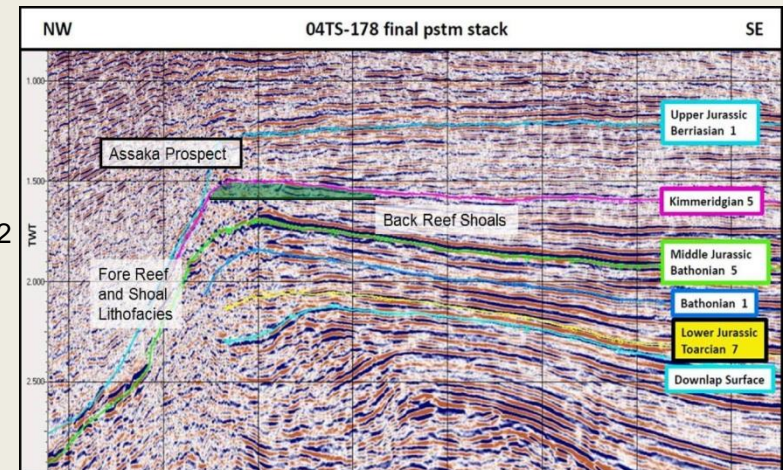 NW 04TS-178 final pstm stack SE
1.000
Upper Jurassic
Berriasian 1
Assaka Prospect
1.500
Kimmeridgian 5
Back Reef Shoals
2
TWT
Middle Jurassic
Bathonian 5
2.000
Fore Reef
and Shoal
Lithofacies
Bathonian 1
Lower Jurassic
Toarcian 7
Downlap Surface
2.500